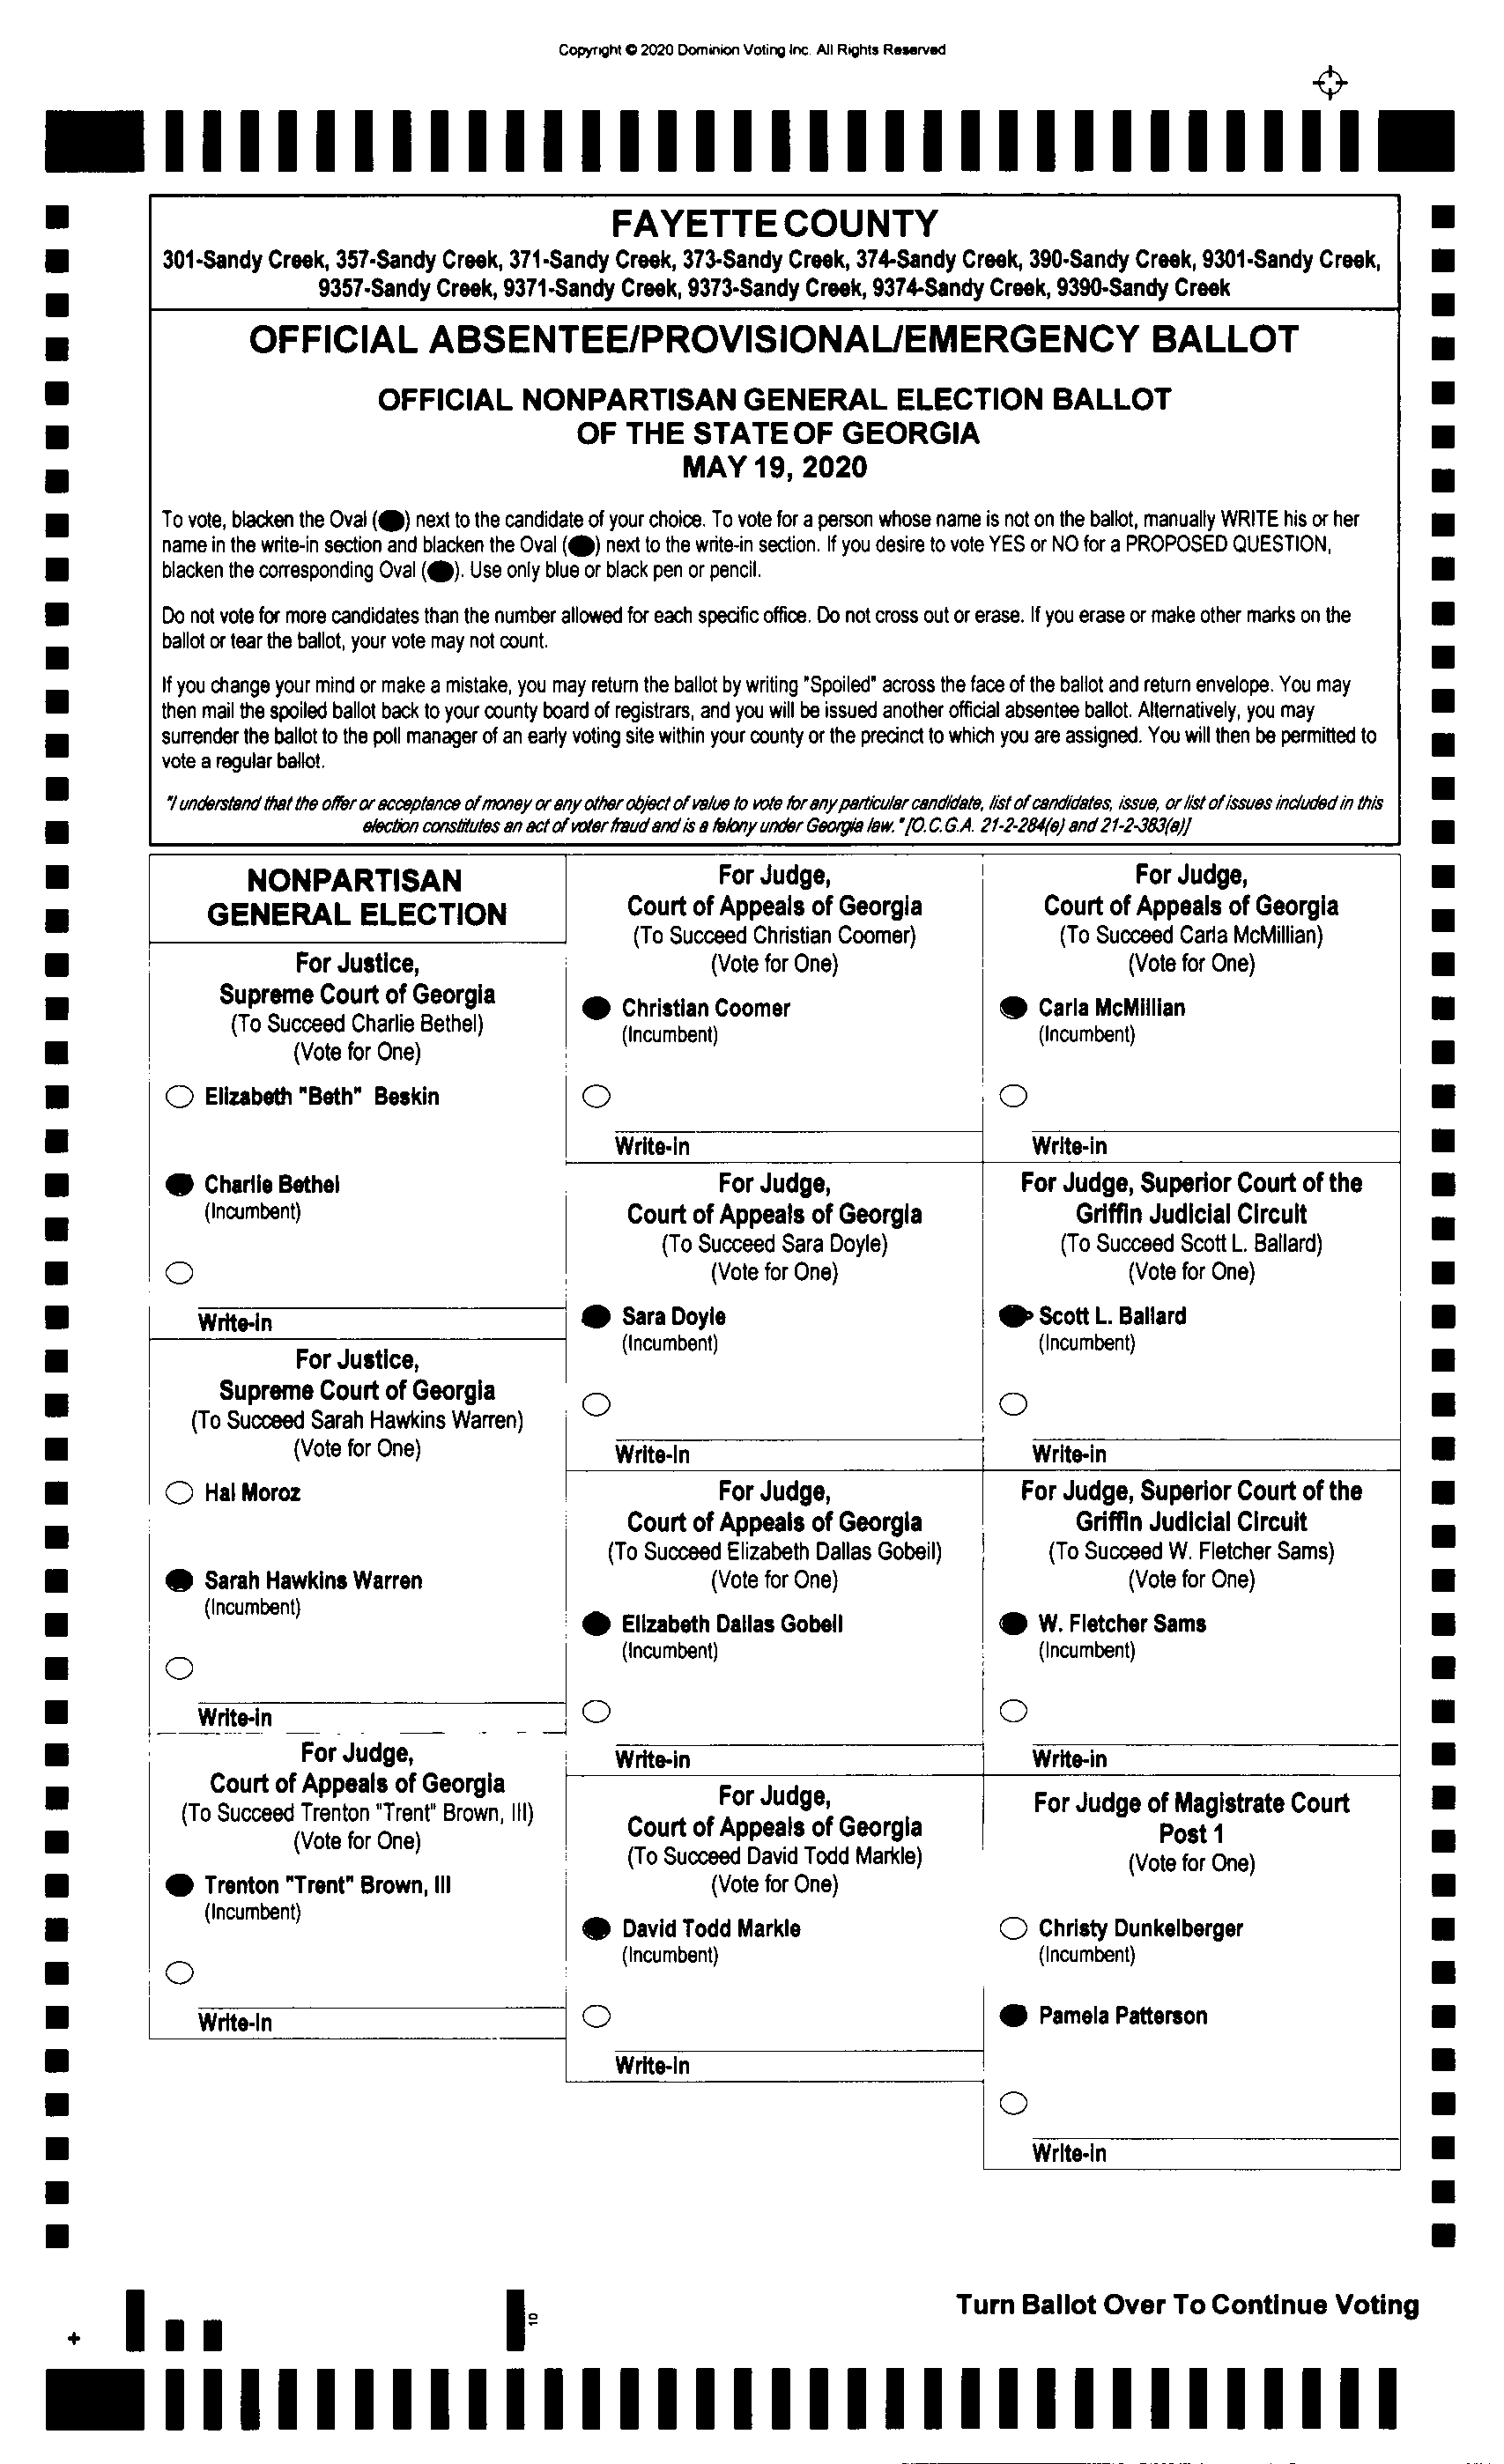 Copyright © 2020 Dominion Voting Inc. All Rights Reserved
FAYETTE COUNTY
301-Sandy Creek, 357-Sandy Creek, 371-Sandy Creek, 373-Sandy Creek, 374-Sandy Creek, 390-Sandy Creek, 9301-Sandy Creek,
9357-Sandy Creek, 9371-Sandy Creek, 9373-Sandy Creek, 9374-Sandy Creek, 9390-Sandy Creek
OFFICIAL ABSENTEE/PROVISIONAL/EMERGENCY BALLOT
OFFICIAL NONPARTISAN GENERAL ELECTION BALLOT
OF THE STATE OF GEORGIA
MAY 19, 2020
To vote, blacken the Oval ( ) next to the candidate of your choice. To vote for a person whose name is not on the ballot, manually WRITE his or her
name in the write-in section and blacken the Oval ( ) next to the write-in section. If you desire to vote YES or NO for a PROPOSED QUESTION,
blacken the corresponding Oval ( ). Use only blue or black pen or pencil.
Do not vote for more candidates than the number allowed for each specific office. Do not cross out or erase. If you erase or make other marks on the
ballot or tear the ballot, your vote may not count.
If you change your mind or make a mistake, you may return the ballot by writing "Spoiled" across the face of the ballot and return envelope. You may
then mail the spoiled ballot back to your county board of registrars, and you will be issued another official absentee ballot. Alternatively, you may
surrender the ballot to the poll manager of an early voting site within your county or the precinct to which you are assigned. You will then be permitted to
vote a regular ballot.
"I understand that the offer or acceptance of money or any other object of value to vote for any particular candidate, list of candidates, issue, or list of issues included in this
election constitutes an act of voter fraud and is a felony under Georgia law." [O.C.G.A. 21-2-284(e) and 21-2-383(a)]
NONPARTISAN
GENERAL ELECTION
For Justice,
Supreme Court of Georgia
(To Succeed Charlie Bethel)
(Vote for One)
Elizabeth "Beth" Beskin
Charlie Bethel
(Incumbent)
Write-in
For Justice,
Supreme Court of Georgia
(To Succeed Sarah Hawkins Warren)
(Vote for One)
Hal Moroz
Sarah Hawkins Warren
(Incumbent)
Write-in
For Judge,
Court of Appeals of Georgia
(To Succeed Trenton "Trent" Brown, III)
(Vote for One)
Trenton "Trent" Brown, III
(Incumbent)
Write-in
For Judge,
Court of Appeals of Georgia
(To Succeed Christian Coomer)
(Vote for One)
Christian Coomer
(Incumbent)
Write-in
For Judge,
Court of Appeals of Georgia
(To Succeed Sara Doyle)
(Vote for One)
Sara Doyle
(Incumbent)
Write-in
For Judge,
Court of Appeals of Georgia
(To Succeed Elizabeth Dallas Gobeil)
(Vote for One)
Elizabeth Dallas Gobeil
(Incumbent)
Write-in
For Judge,
Court of Appeals of Georgia
(To Succeed David Todd Markle)
(Vote for One)
David Todd Markle
(Incumbent)
Write-in
For Judge,
Court of Appeals of Georgia
(To Succeed Carla McMillian)
(Vote for One)
Carla McMillian
(Incumbent)
Write-in
For Judge, Superior Court of the
Griffin Judicial Circuit
(To Succeed Scott L. Ballard)
(Vote for One)
Scott L. Ballard
(Incumbent)
Write-in
For Judge, Superior Court of the
Griffin Judicial Circuit
(To Succeed W. Fletcher Sams)
(Vote for One)
W. Fletcher Sams
(Incumbent)
Write-in
For Judge of Magistrate Court
Post 1
(Vote for One)
Christy Dunkelberger
(Incumbent)
Pamela Patterson
Write-in
Turn Ballot Over To Continue Voting
10